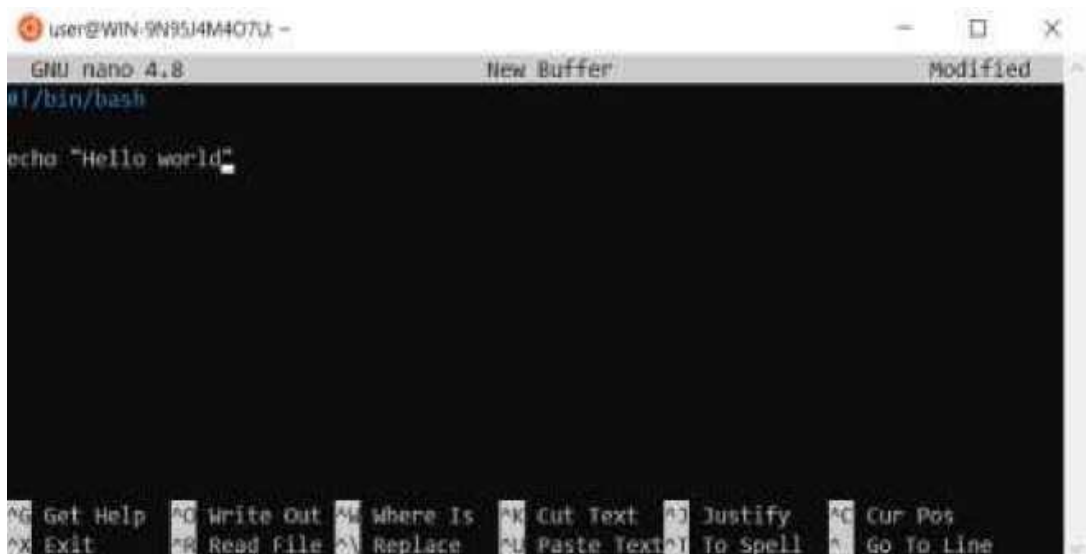 user@WIN-9N95J4M4O7U: ~
GNU nano 4.8 New Buffer Modified
#!/bin/bash
echo "Hello world"
^G Get Help ^O Write Out ^W Where Is ^K Cut Text ^J Justify ^C Cur Pos
^X Exit ^R Read File ^\ Replace ^U Paste Text ^T To Spell ^_ Go To Line